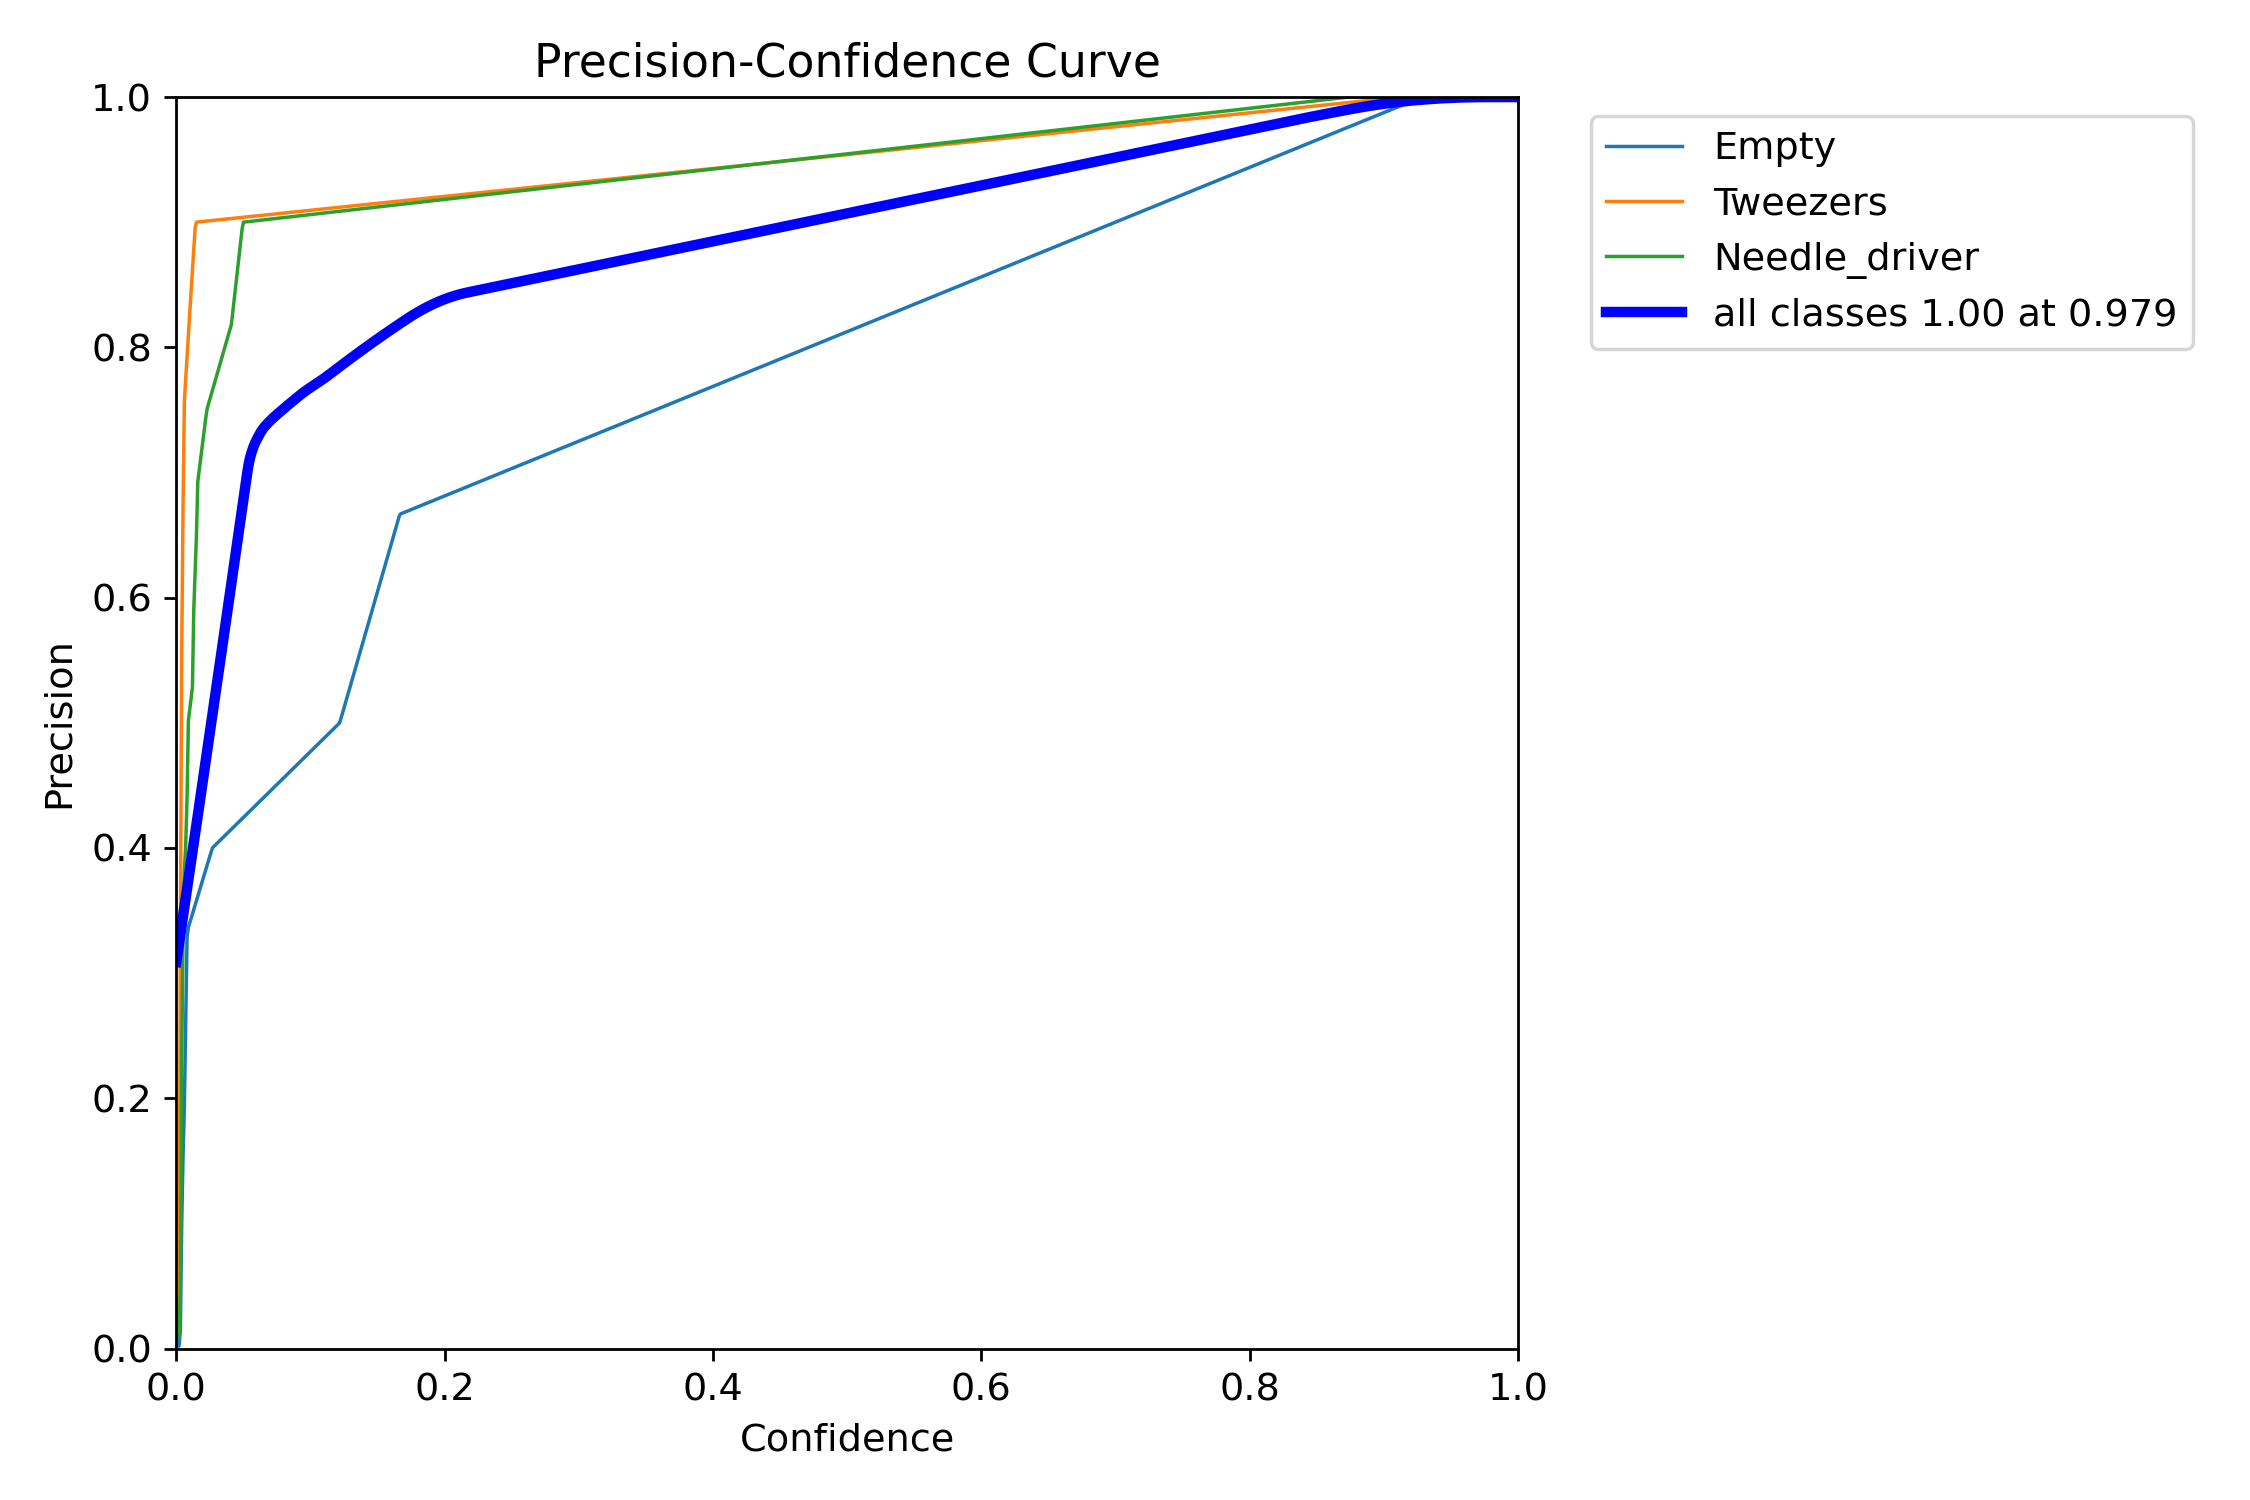 Precision-Confidence Curve
1.0
0.8
0.6
0.4
0.2
0.0
Precision
0.0 0.2 0.4 0.6 0.8 1.0
Confidence
Empty
Tweezers
Needle_driver
all classes 1.00 at 0.979